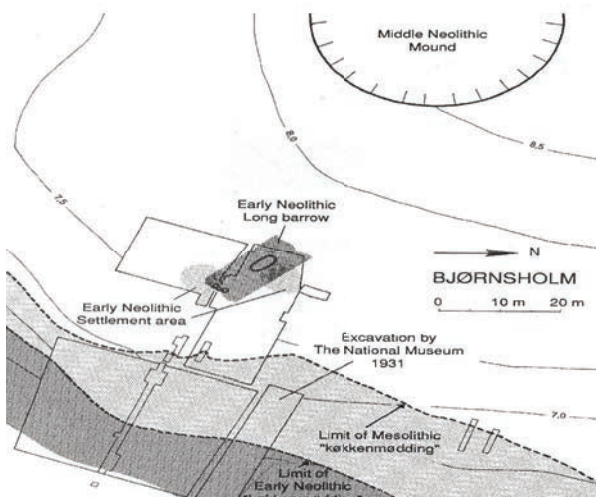 Middle Neolithic
Mound
8,0
8,5
7,5
Early Neolithic
Long barrow
N
BJØRNSHOLM
0 10 m 20 m
Early Neolithic
Settlement area
Excavation by
The National Museum
1931
7,0
Limit of Mesolithic
"køkkenmødding"
Limit of
Early Neolithic